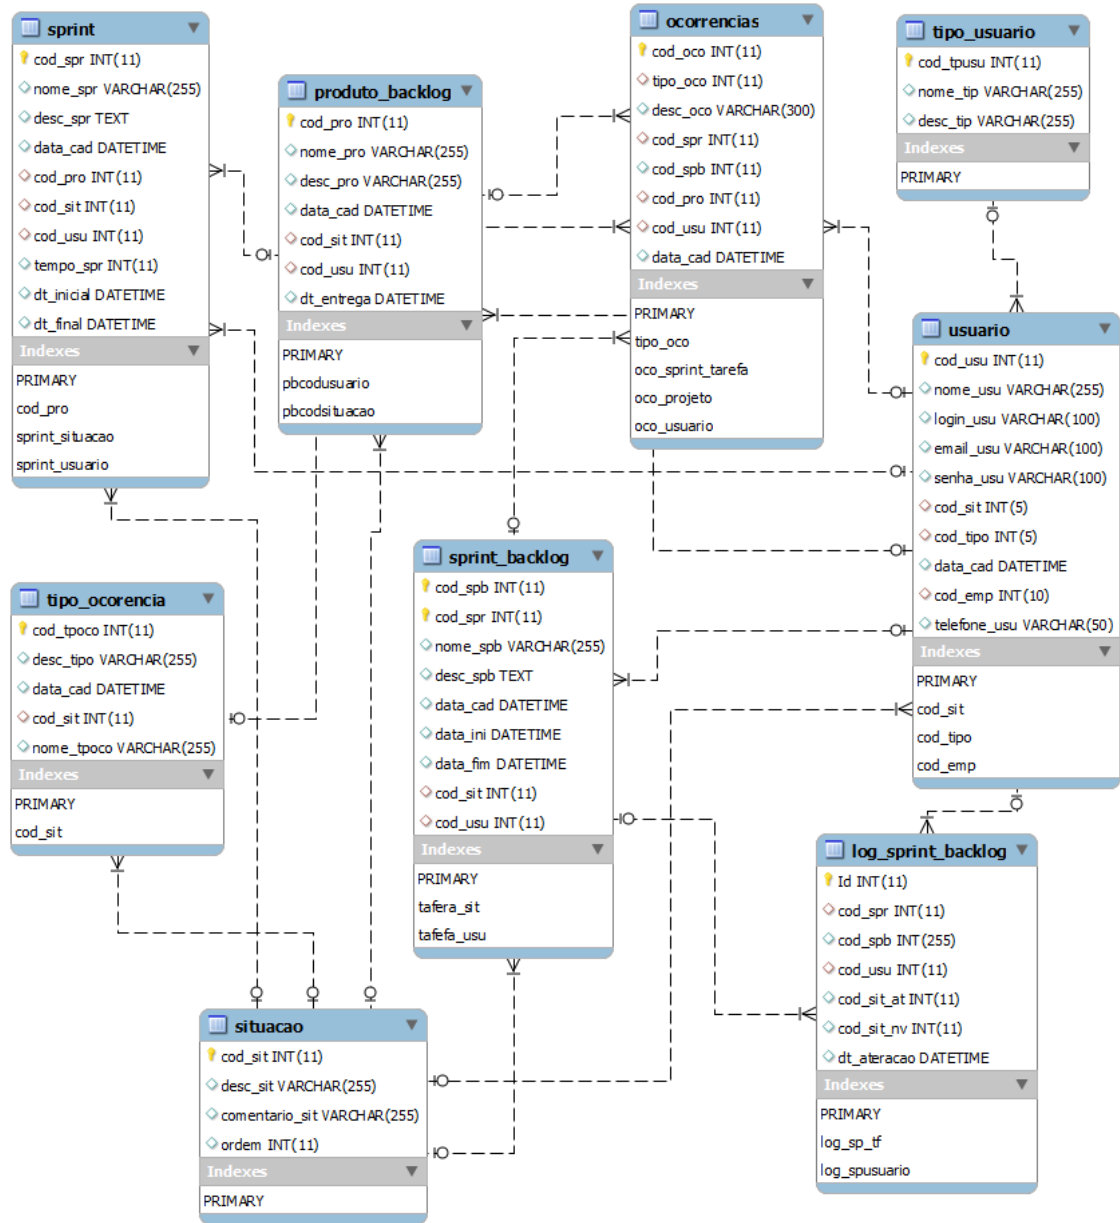 sprint
cod_spr INT(11)
nome_spr VARCHAR(255)
desc_spr TEXT
data_cad DATETIME
cod_pro INT(11)
cod_sit INT(11)
cod_usu INT(11)
tempo_spr INT(11)
dt_inicial DATETIME
dt_final DATETIME
Indexes
PRIMARY
cod_pro
sprint_situacao
sprint_usuario
produto_backlog
cod_pro INT(11)
nome_pro VARCHAR(255)
desc_pro VARCHAR(255)
data_cad DATETIME
cod_sit INT(11)
cod_usu INT(11)
dt_entrega DATETIME
Indexes
PRIMARY
pbcodusuario
pbcodsituacao
ocorrencias
cod_oco INT(11)
tipo_oco INT(11)
desc_oco VARCHAR(300)
cod_spr INT(11)
cod_spb INT(11)
cod_pro INT(11)
cod_usu INT(11)
data_cad DATETIME
Indexes
PRIMARY
tipo_oco
oco_sprint_tarefa
oco_projeto
oco_usuario
tipo_usuario
cod_tpusu INT(11)
nome_tip VARCHAR(255)
desc_tip VARCHAR(255)
Indexes
PRIMARY
usuario
cod_usu INT(11)
nome_usu VARCHAR(255)
login_usu VARCHAR(100)
email_usu VARCHAR(100)
senha_usu VARCHAR(100)
cod_sit INT(5)
cod_tipo INT(5)
data_cad DATETIME
cod_emp INT(10)
telefone_usu VARCHAR(50)
Indexes
PRIMARY
cod_sit
cod_tipo
cod_emp
tipo_ocorencia
cod_tpoco INT(11)
desc_tipo VARCHAR(255)
data_cad DATETIME
cod_sit INT(11)
nome_tpoco VARCHAR(255)
Indexes
PRIMARY
cod_sit
sprint_backlog
cod_spb INT(11)
cod_spr INT(11)
nome_spb VARCHAR(255)
desc_spb TEXT
data_cad DATETIME
data_ini DATETIME
data_fim DATETIME
cod_sit INT(11)
cod_usu INT(11)
Indexes
PRIMARY
tafera_sit
tafefa_usu
log_sprint_backlog
Id INT(11)
cod_spr INT(11)
cod_spb INT(255)
cod_usu INT(11)
cod_sit_at INT(11)
cod_sit_nv INT(11)
dt_ateracao DATETIME
Indexes
PRIMARY
log_sp_tf
log_spusuario
situacao
cod_sit INT(11)
desc_sit VARCHAR(255)
comentario_sit VARCHAR(255)
ordem INT(11)
Indexes
PRIMARY